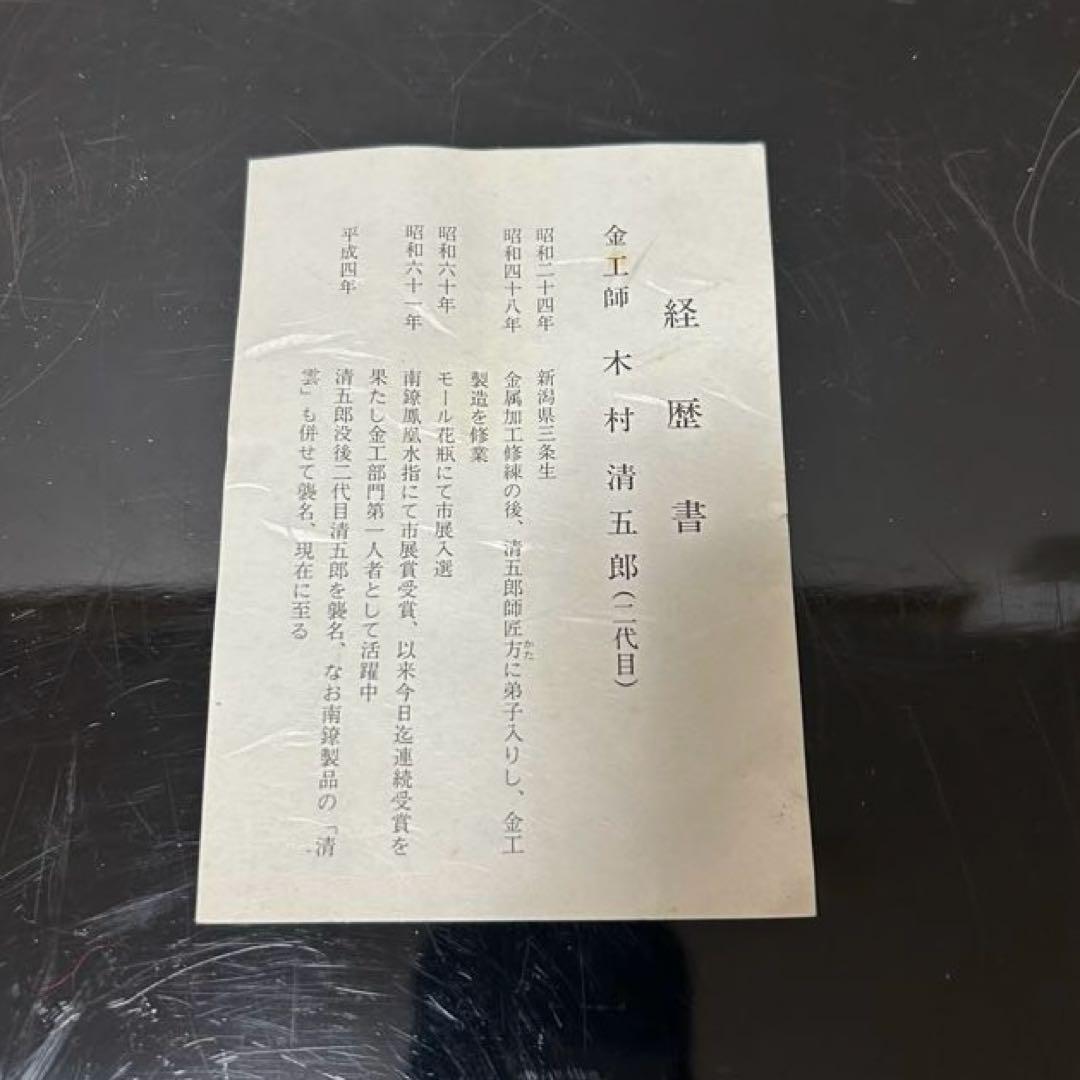 経歴書
金工師 木村清五郎(二代目)
昭和二十四年 新潟県三条生
昭和四十八年 金属加工修練の後、清五郎師匠方かたに弟子入りし、金工
製造を修業
昭和六十年 モール花瓶にて市展入選
昭和六十一年 南鐐鳳凰水指にて市展賞受賞、以来今日迄連続受賞を
果たし金工部門第一人者として活躍中
平成四年 清五郎没後二代目清五郎を襲名、なお南鐐製品の「清
雲」も併せて襲名、現在に至る